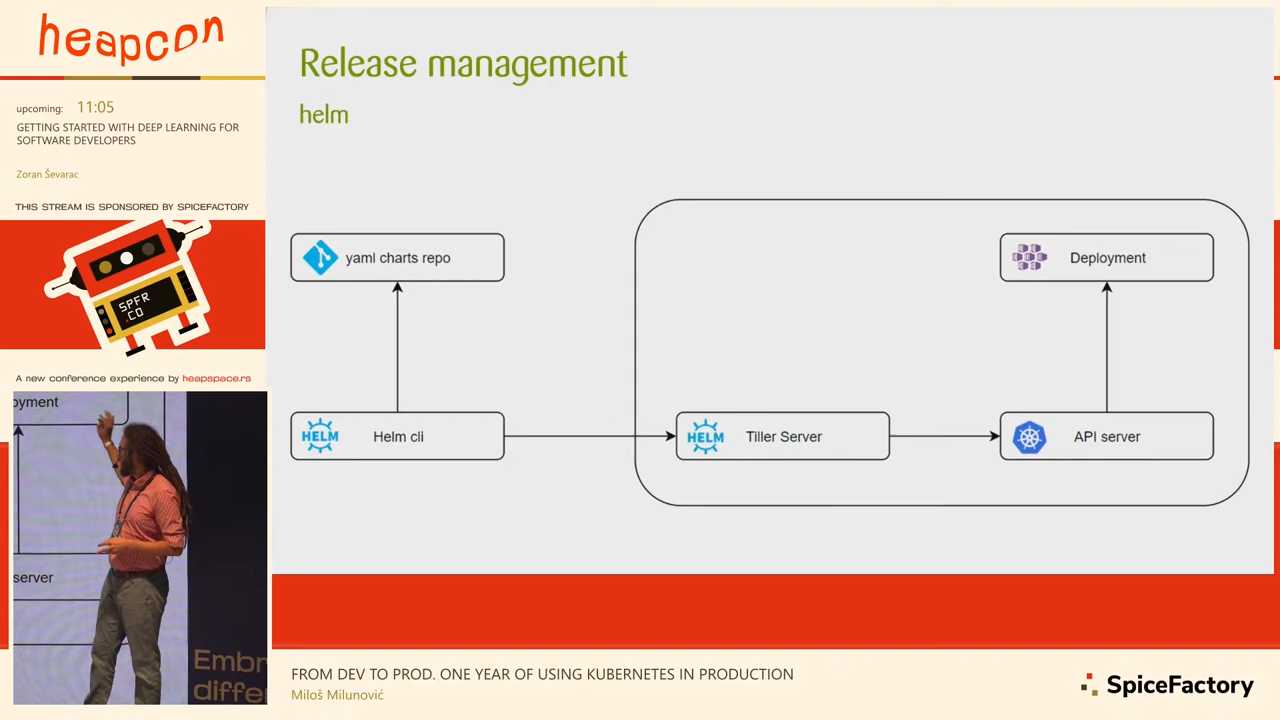 heapcon
upcoming: 11:05
GETTING STARTED WITH DEEP LEARNING FOR
SOFTWARE DEVELOPERS
Zoran Ševarac
THIS STREAM IS SPONSORED BY SPICEFACTORY
SPFR
.CO
A new conference experience by heapspace.rs
oyment
server
Embr
differe
Release management
helm
yaml charts repo
Deployment
HELM
Helm cli
HELM
Tiller Server
API server
FROM DEV TO PROD. ONE YEAR OF USING KUBERNETES IN PRODUCTION
Miloš Milunović
SpiceFactory